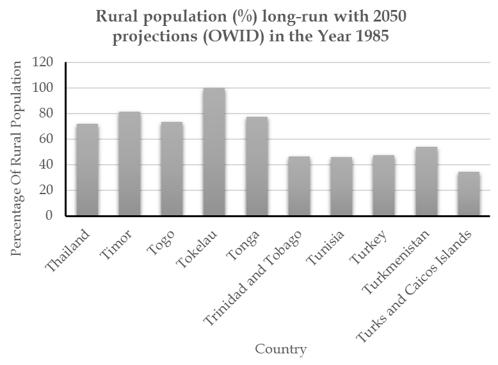 Rural population (%) long-run with 2050
projections (OWID) in the Year 1985
Percentage Of Rural Population
120
100
80
60
40
20
0
Thailand
Timor
Togo
Tokelau
Tonga
Trinidad and Tobago
Tunisia
Turkey
Turkmenistan
Turks and Caicos Islands
Country